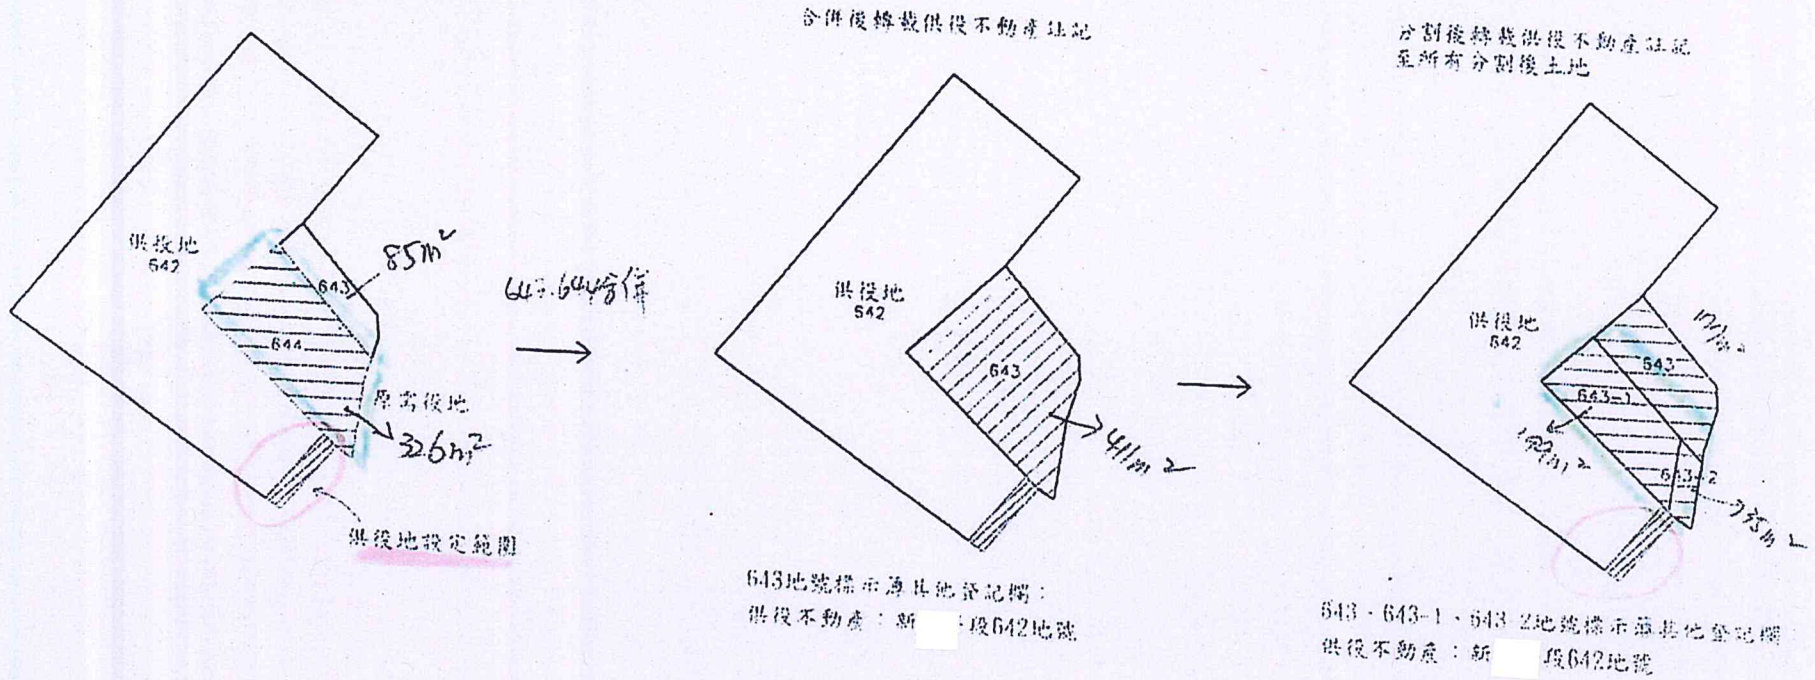 供役地
642
643
85m²
644
原需役地
326m²
供役地設定範圍
643.644合併
合併後轉載供役不動產註記
供役地
642
643
411m²
643地號標示簿其他登記欄：
供役不動產：新 段642地號
分割後轉載供役不動產註記
至所有分割後土地
供役地
642
643
643-1
643-2
643、643-1、643-2地號標示簿其他登記欄
供役不動產：新 段642地號